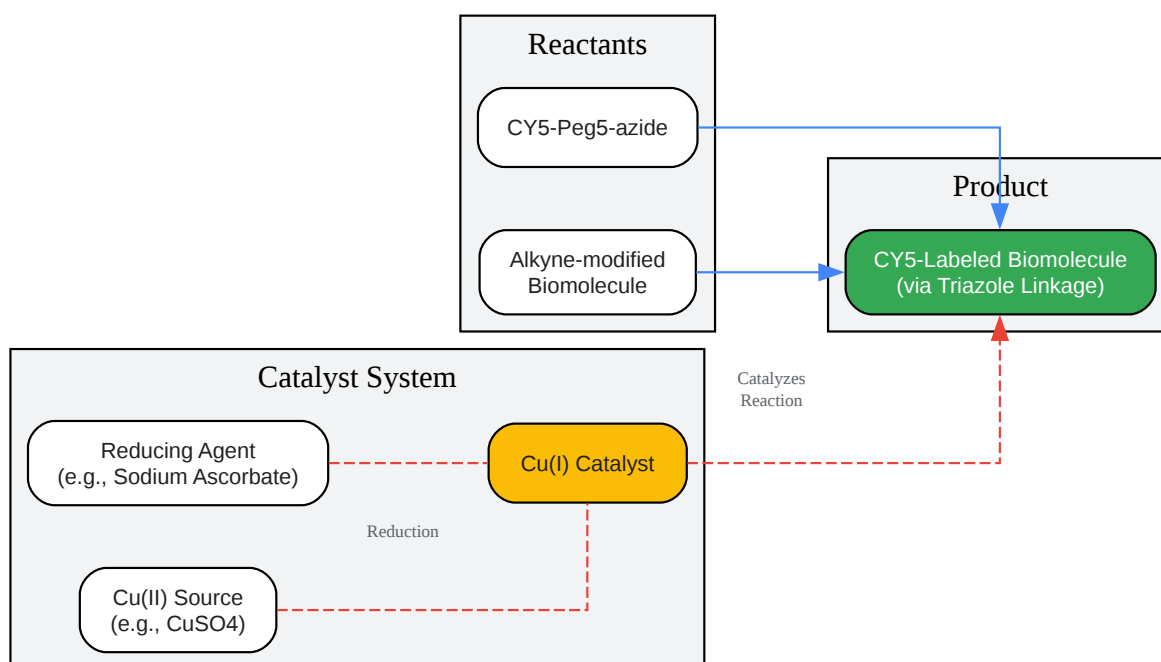 Reactants
CY5-Peg5-azide
Alkyne-modified
Biomolecule
Product
CY5-Labeled Biomolecule
(via Triazole Linkage)
Catalyst System
Reducing Agent
(e.g., Sodium Ascorbate)
Cu(I) Catalyst
Catalyzes
Reaction
Reduction
Cu(II) Source
(e.g., CuSO4)